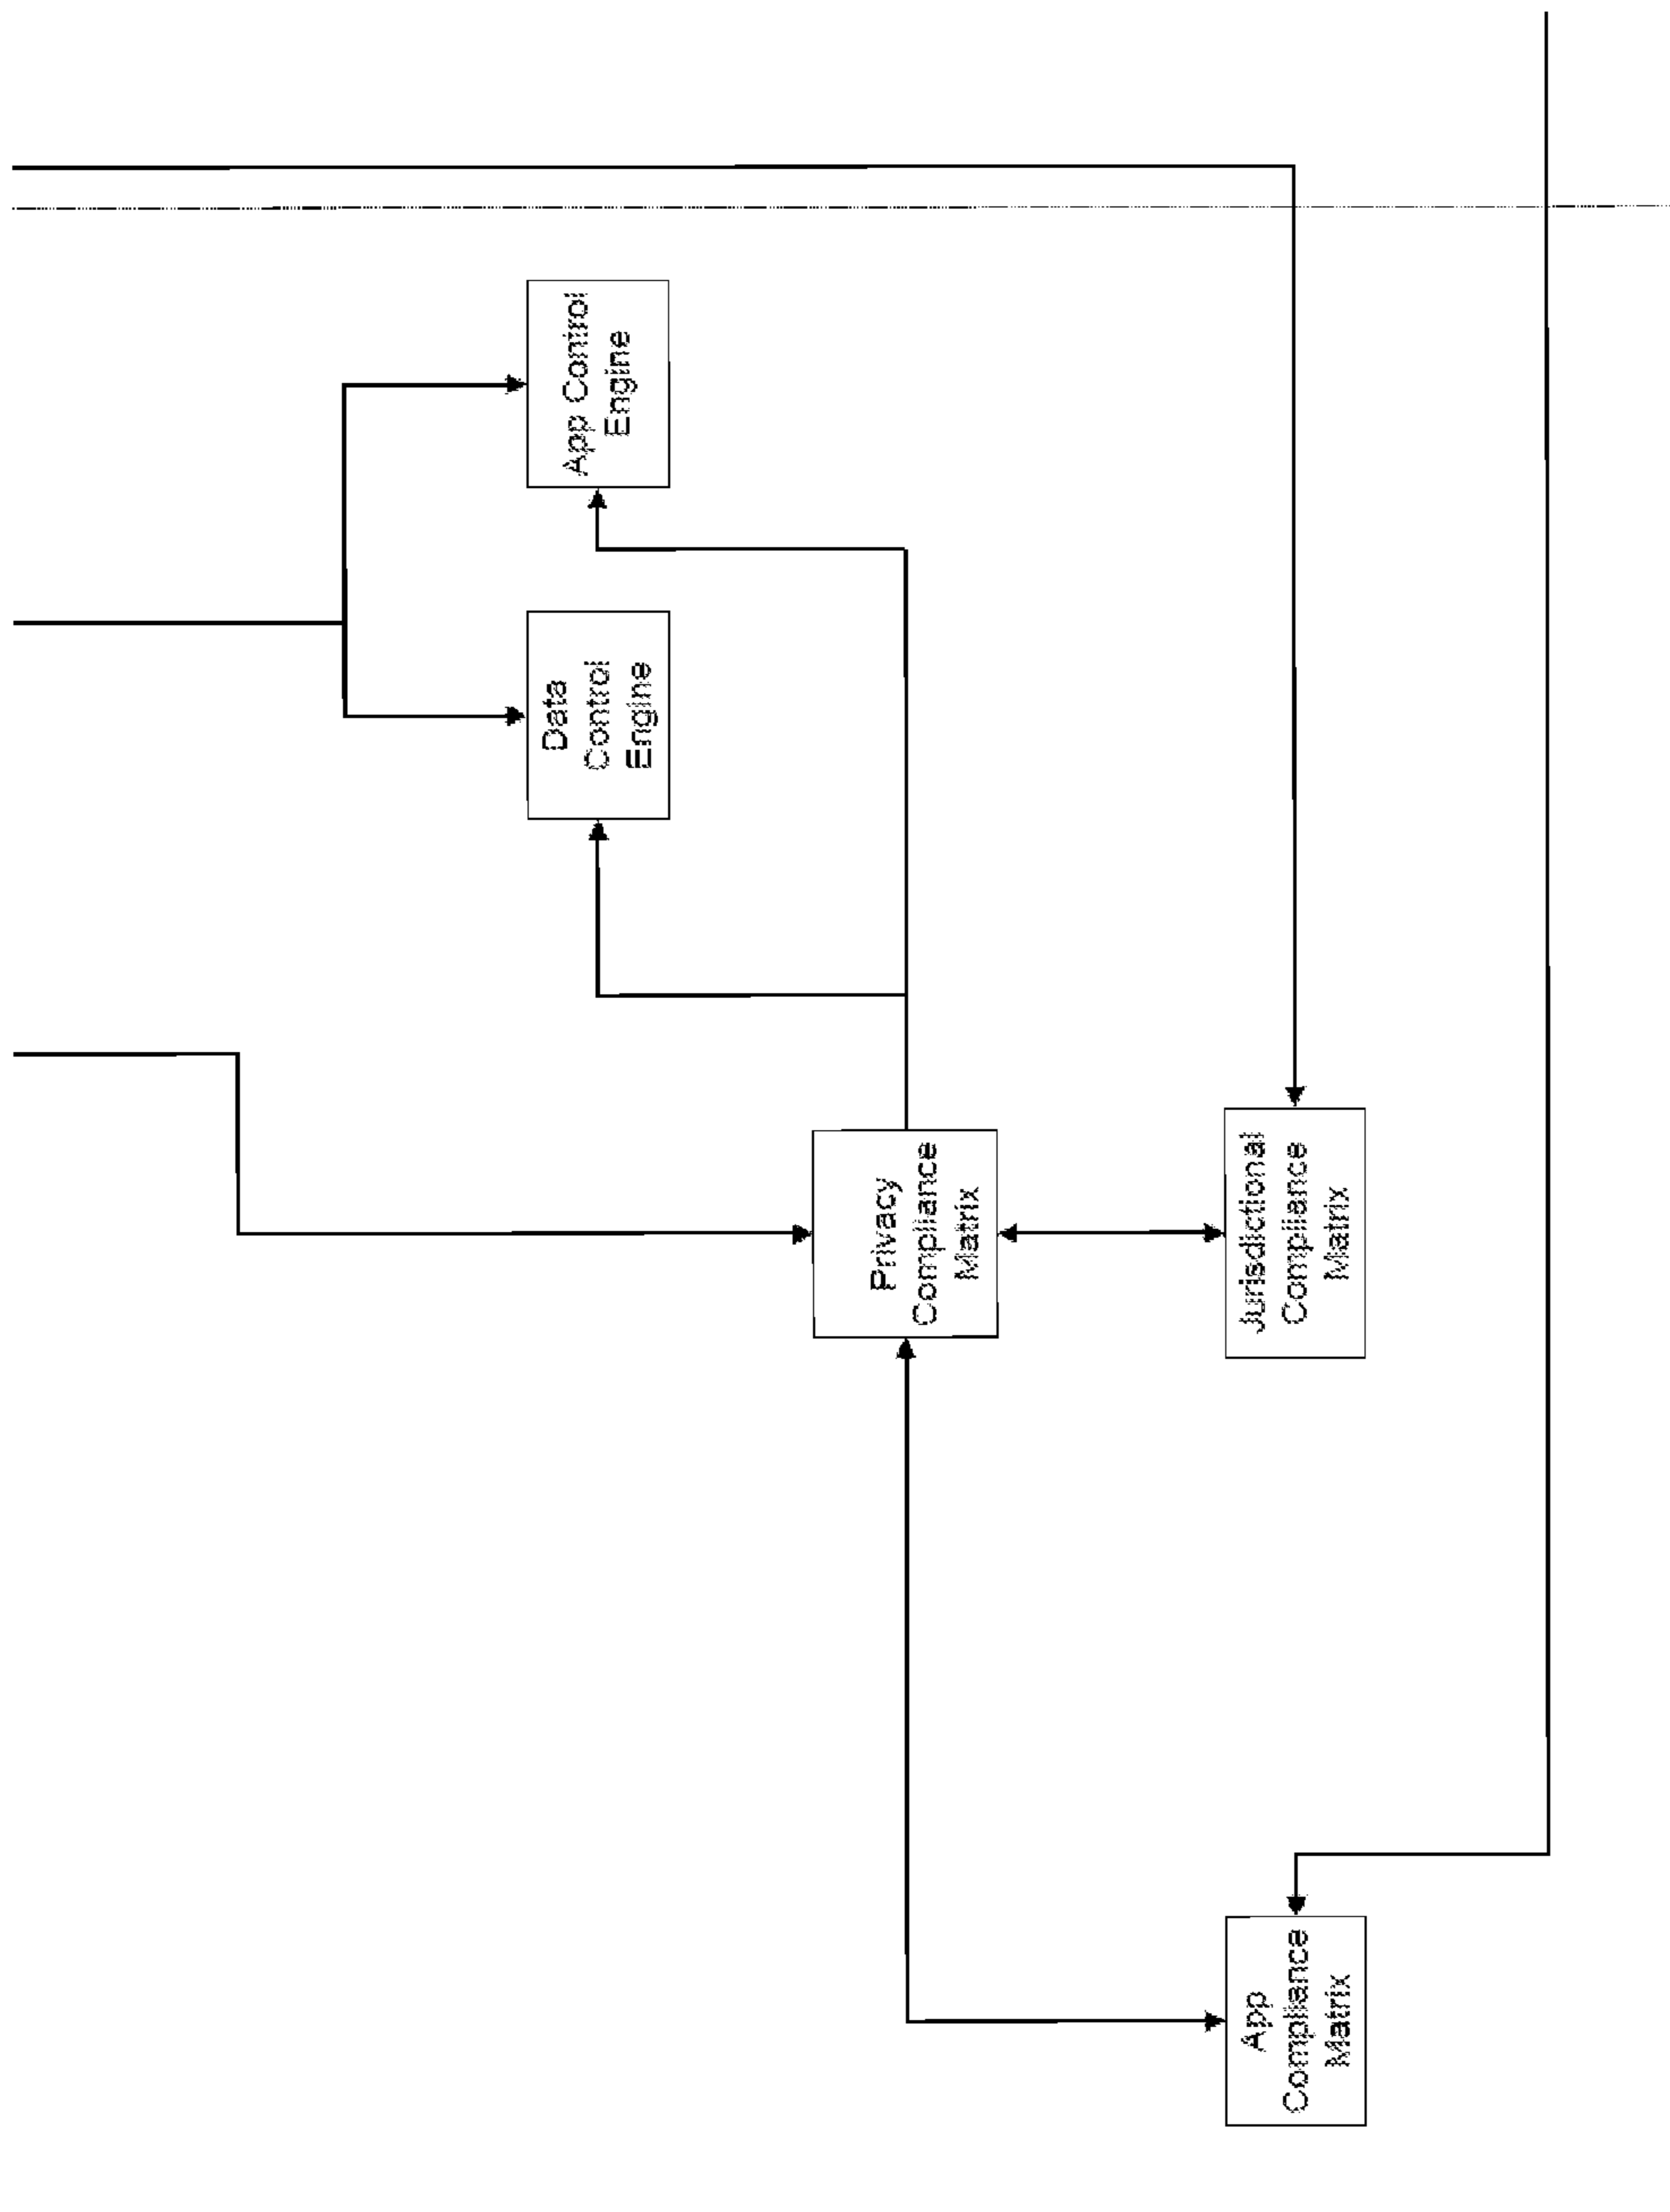 App Control
Engine
Data
Control
Engine
Privacy
Compliance
Matrix
Jurisdictional
Compliance
Matrix
App
Compliance
Matrix